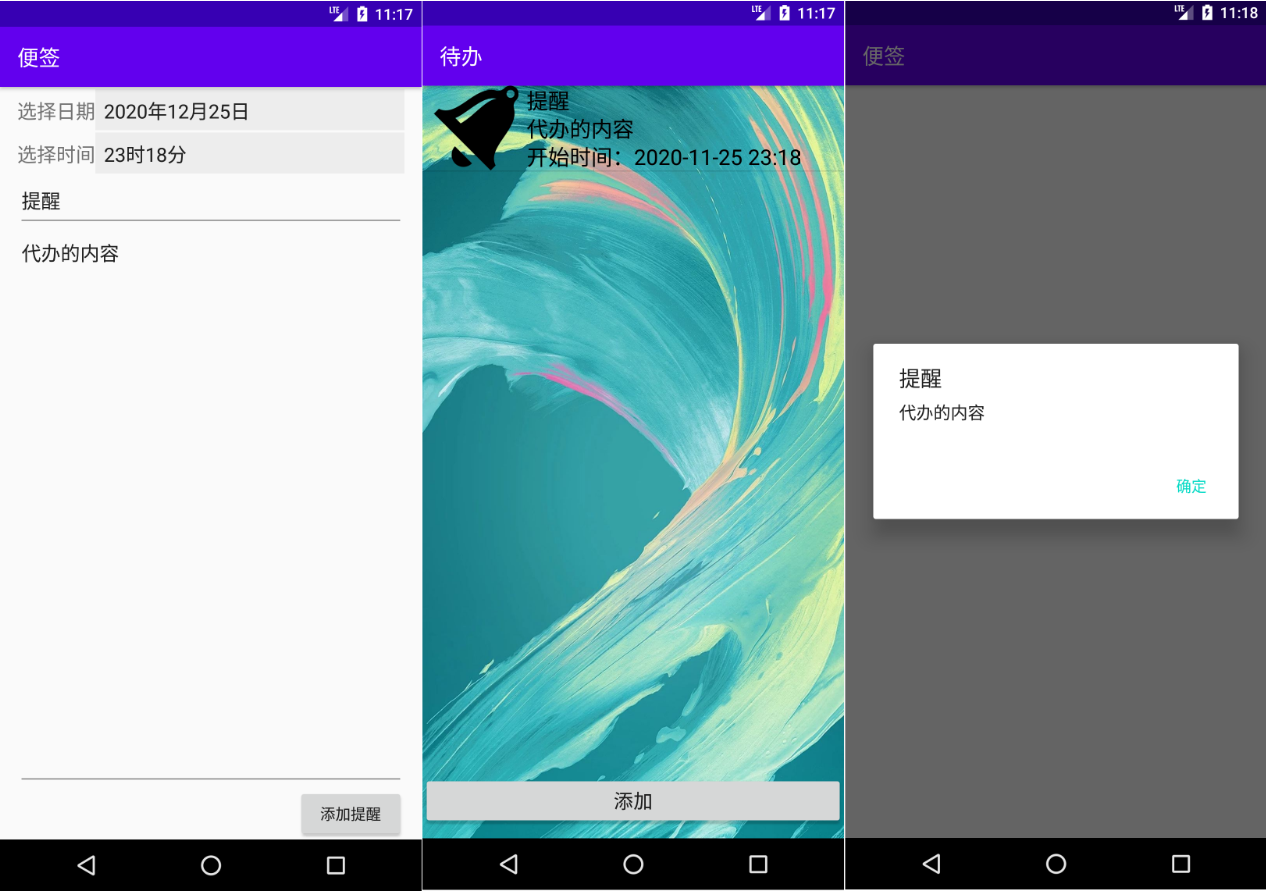 LTE 11:17
便签
选择日期 2020年12月25日
选择时间 23时18分
提醒
代办的内容
添加提醒
LTE 11:17
待办
提醒
代办的内容
开始时间：2020-11-25 23:18
添加
LTE 11:18
便签
提醒
代办的内容
确定